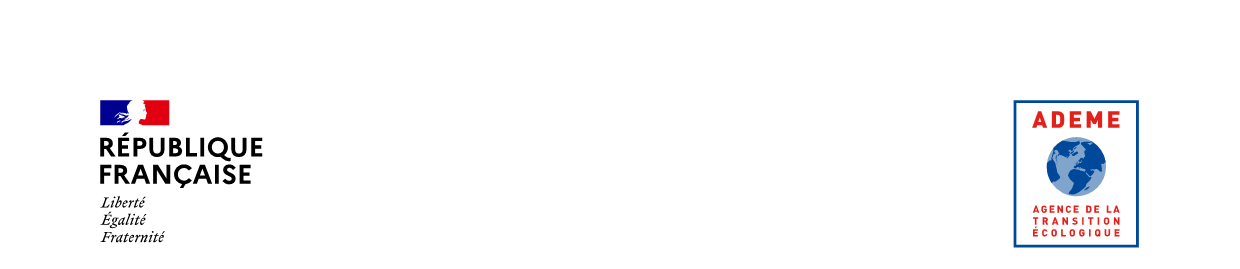 RÉPUBLIQUE
FRANÇAISE
Liberté
Égalité
Fraternité
ADEME
AGENCE DE LA
TRANSITION
ÉCOLOGIQUE